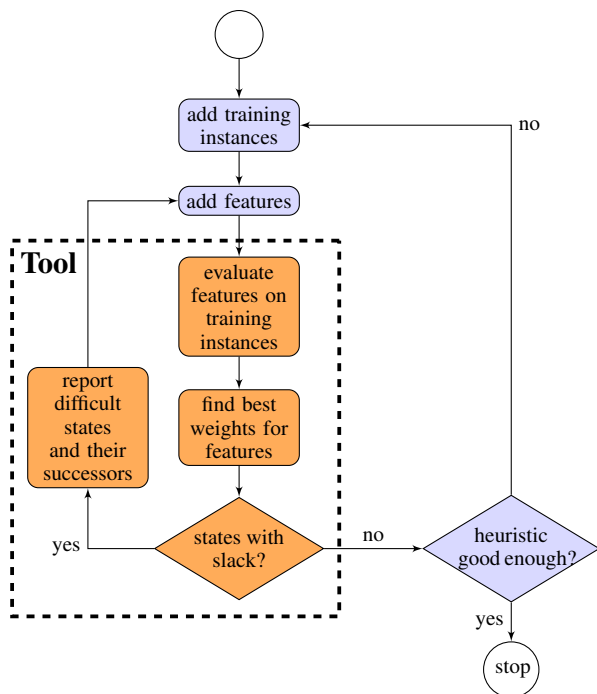 add training
instances
no
add features
Tool
evaluate
features on
training
instances
report
difficult
states
and their
successors
find best
weights for
features
yes
states with
slack?
no
heuristic
good enough?
yes
stop